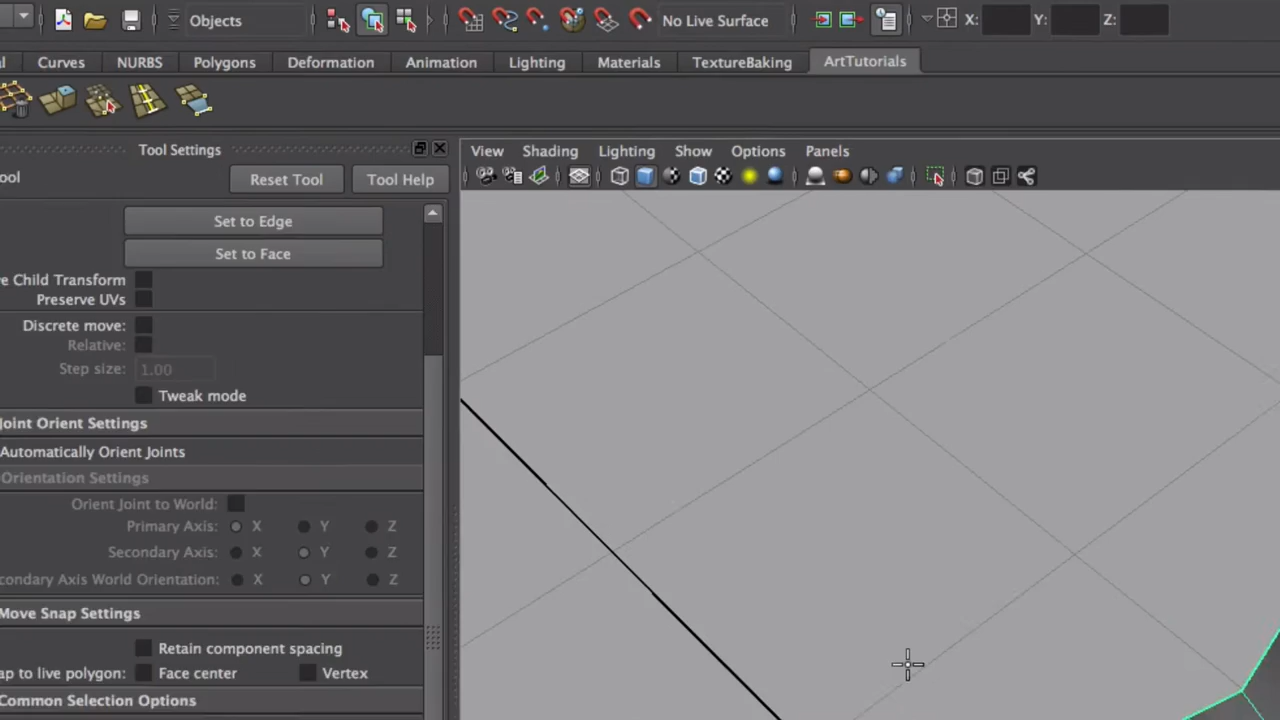 Objects No Live Surface X: Y: Z:
Curves NURBS Polygons Deformation Animation Lighting Materials TextureBaking ArtTutorials
Tool Settings
View Shading Lighting Show Options Panels
Reset Tool Tool Help
Set to Edge
Set to Face
Child Transform
Preserve UVs
Discrete move:
Relative:
Step size: 1.00
Tweak mode
Joint Orient Settings
Automatically Orient Joints
Orientation Settings
Orient Joint to World:
Primary Axis: X Y Z
Secondary Axis: X Y Z
condary Axis World Orientation: X Y Z
Move Snap Settings
Retain component spacing
ap to live polygon: Face center Vertex
Common Selection Options